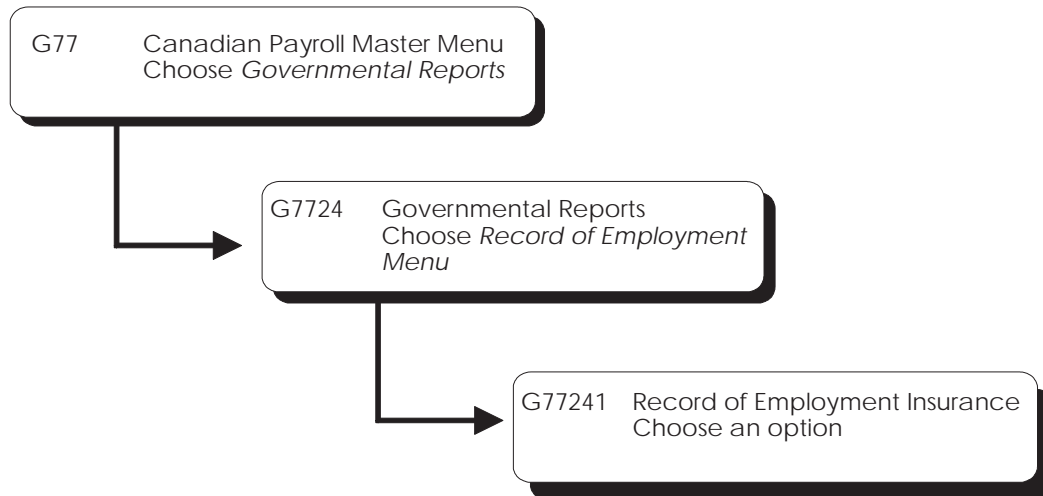 G77 Canadian Payroll Master Menu
Choose Governmental Reports
G7724 Governmental Reports
Choose Record of Employment
Menu
G77241 Record of Employment Insurance
Choose an option